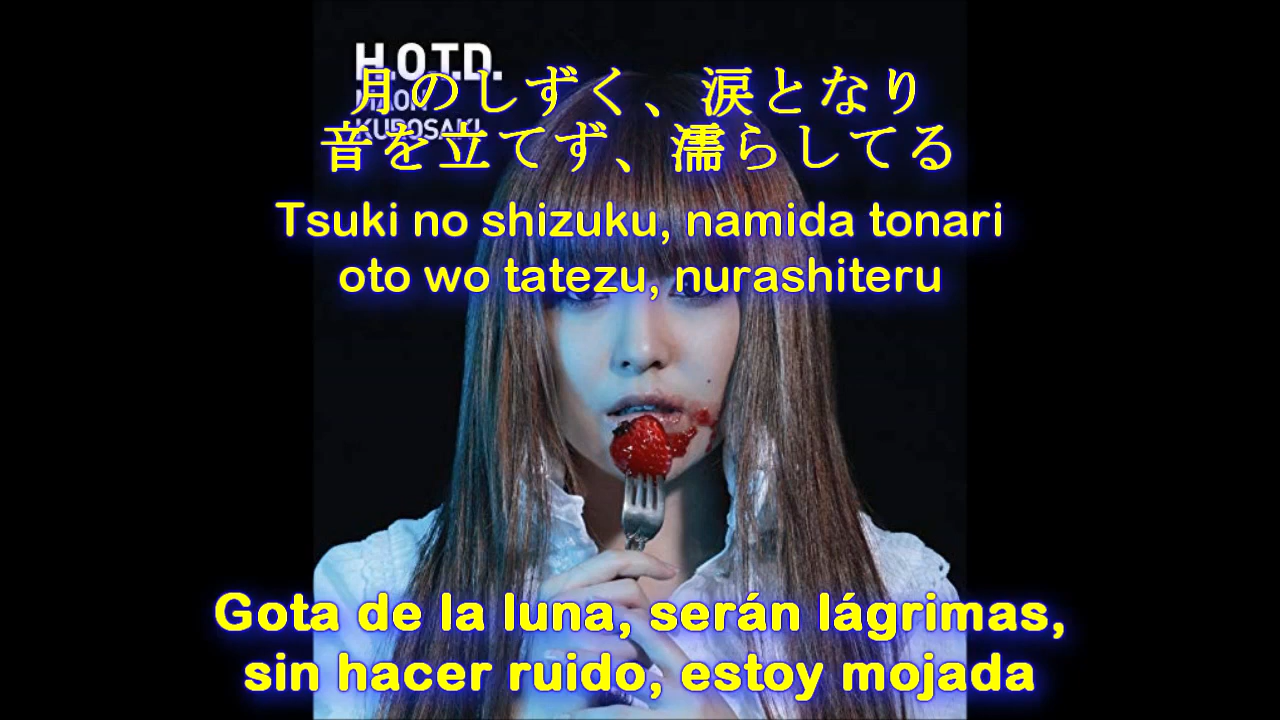 H.O.T.D.
MAON
KUROSAKI
月のしずく、涙となり
音を立てず、濡らしてる
Tsuki no shizuku, namida tonari
oto wo tatezu, nurashiteru
Gota de la luna, serán lágrimas,
sin hacer ruido, estoy mojada